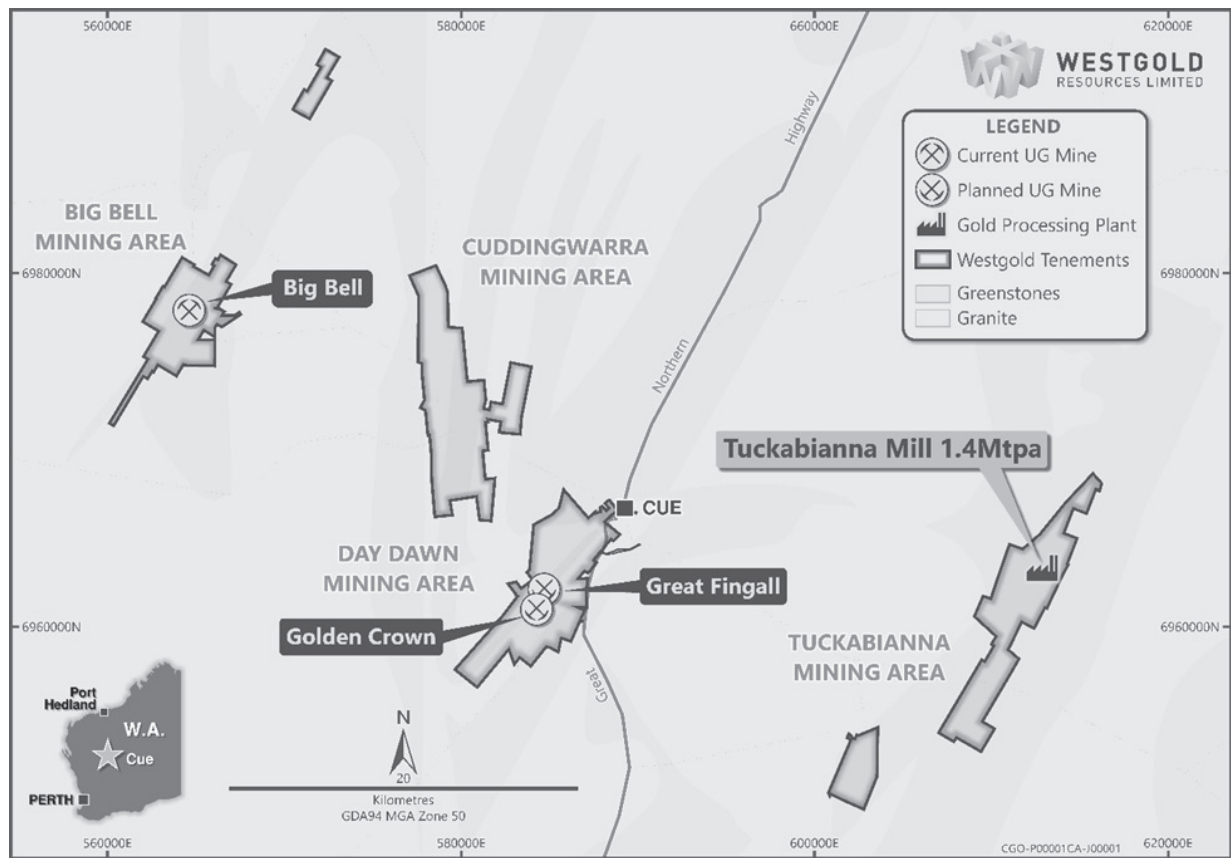 560000E
580000E
660000E
620000E
WESTGOLD
RESOURCES LIMITED
LEGEND
Current UG Mine
Planned UG Mine
Gold Processing Plant
Westgold Tenements
Greenstones
Granite
Highway
BIG BELL
MINING AREA
CUDDINGWARRA
MINING AREA
6980000N
6980000N
Big Bell
Northern
Tuckabianna Mill 1.4Mtpa
CUE
DAY DAWN
MINING AREA
Great Fingall
6960000N
Golden Crown
6960000N
TUCKABIANNA
MINING AREA
Great
Port
Hedland
W.A.
Cue
PERTH
N
20
Kilometres
GDA94 MGA Zone 50
CGO-P00001CA-J00001
560000E
580000E
600000E
620000E